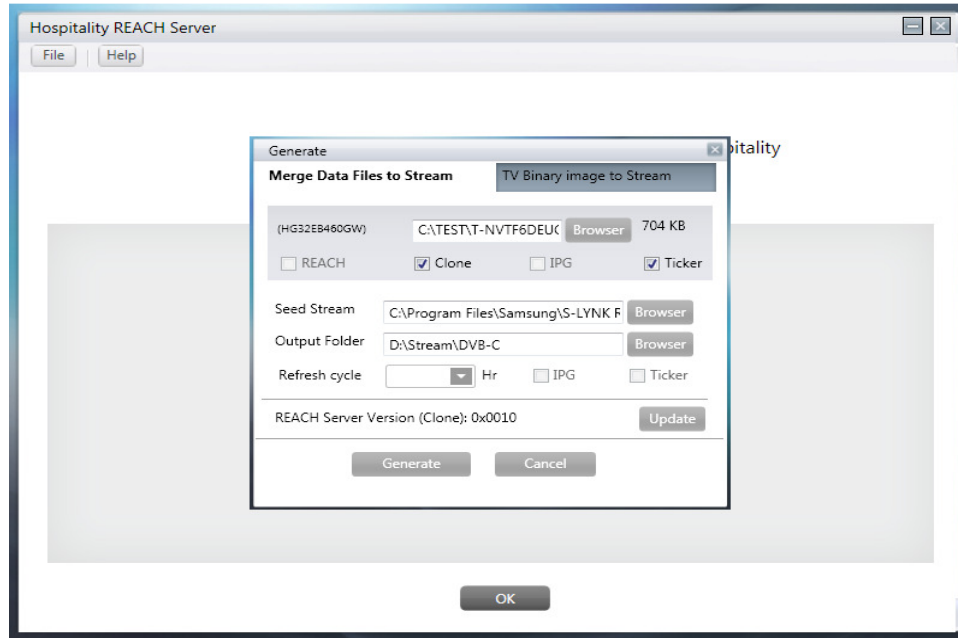 Hospitality REACH Server
File Help
pitality
Generate
Merge Data Files to Stream TV Binary image to Stream
(HG32EB460GW) C:\TEST\T-NVTF6DEUC Browser 704 KB
REACH Clone IPG Ticker
Seed Stream C:\Program Files\Samsung\S-LYNK R Browser
Output Folder D:\Stream\DVB-C Browser
Refresh cycle Hr IPG Ticker
REACH Server Version (Clone): 0x0010 Update
Generate Cancel
OK